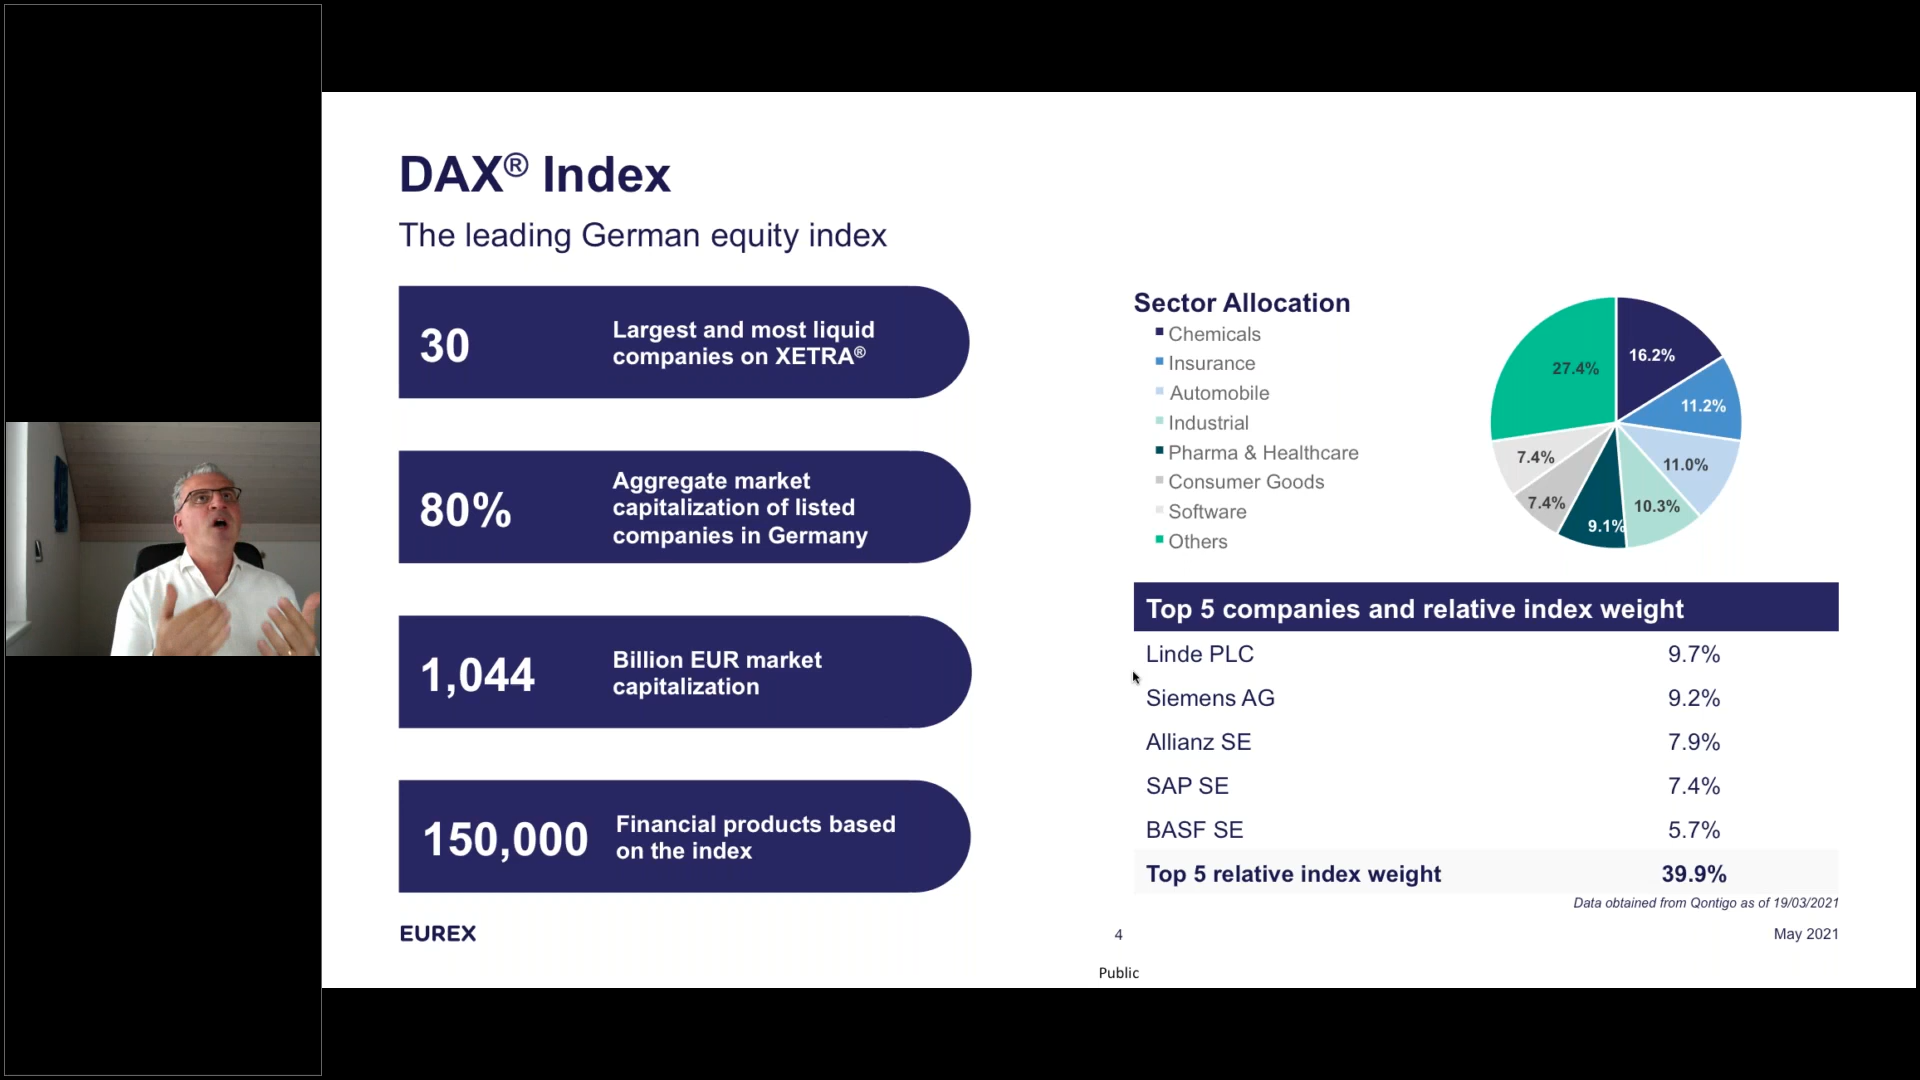 DAX® Index
The leading German equity index
30
Largest and most liquid
companies on XETRA®
80%
Aggregate market
capitalization of listed
companies in Germany
1,044
Billion EUR market
capitalization
150,000
Financial products based
on the index
Sector Allocation
Chemicals
Insurance
Automobile
Industrial
Pharma & Healthcare
Consumer Goods
Software
Others
16.2%
11.2%
11.0%
10.3%
9.1%
7.4%
7.4%
27.4%
Top 5 companies and relative index weight
Linde PLC 9.7%
Siemens AG 9.2%
Allianz SE 7.9%
SAP SE 7.4%
BASF SE 5.7%
Top 5 relative index weight 39.9%
Data obtained from Qontigo as of 19/03/2021
EUREX
4
May 2021
Public